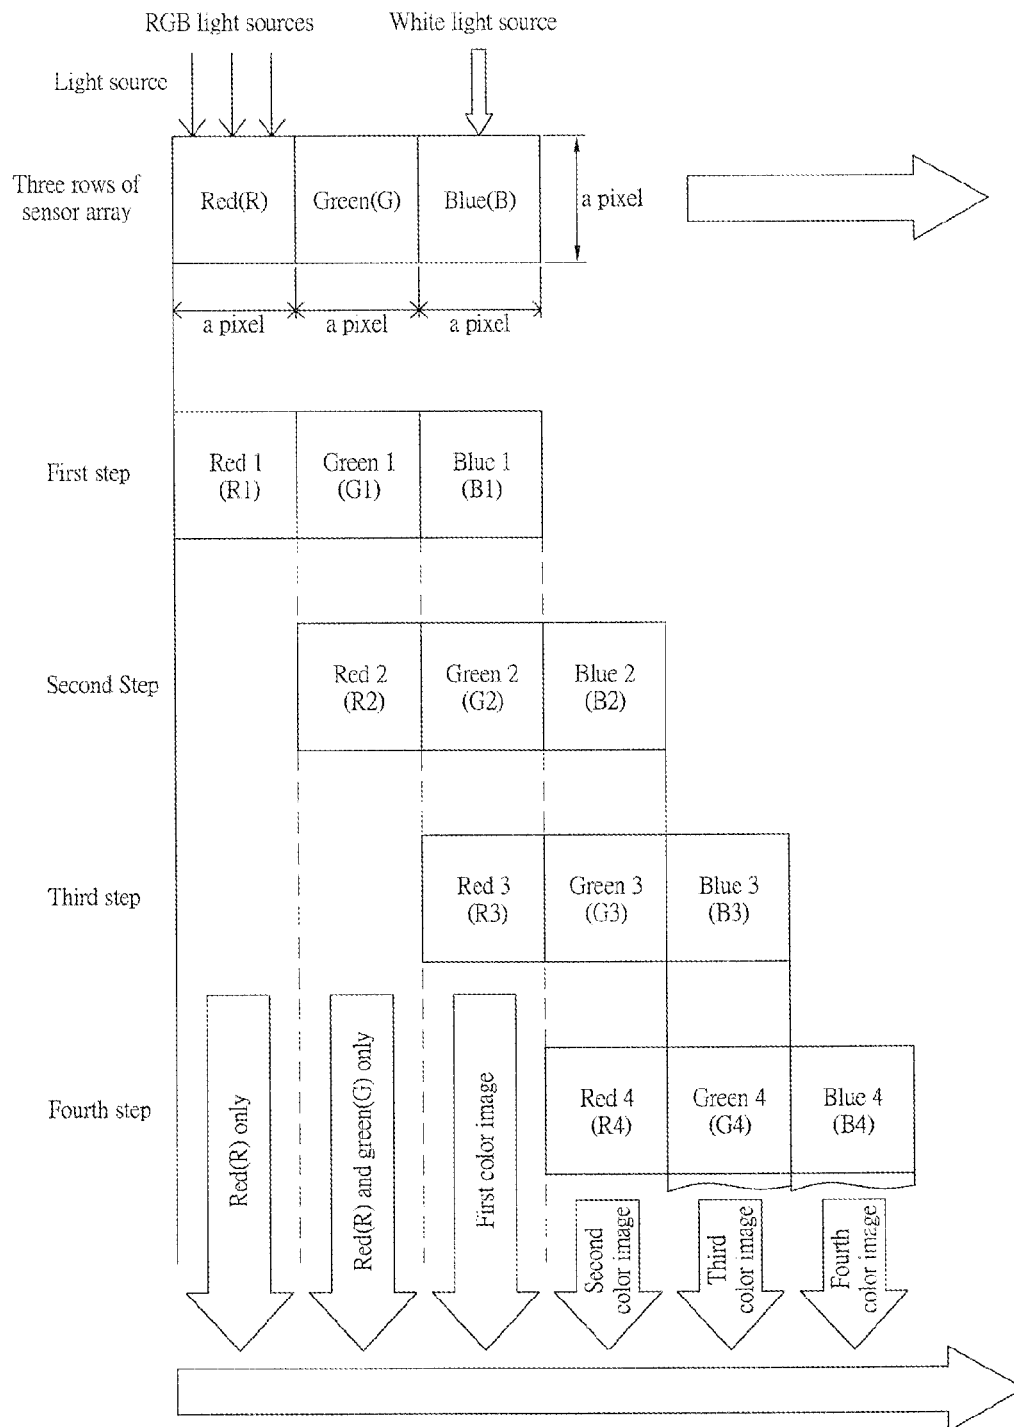 RGB light sources
White light source
Light source
Three rows of
sensor array
Red(R)
Green(G)
Blue(B)
a pixel
a pixel
a pixel
a pixel
First step
Red 1
(R1)
Green 1
(G1)
Blue 1
(B1)
Second Step
Red 2
(R2)
Green 2
(G2)
Blue 2
(B2)
Third step
Red 3
(R3)
Green 3
(G3)
Blue 3
(B3)
Fourth step
Red 4
(R4)
Green 4
(G4)
Blue 4
(B4)
Red(R) only
Red(R) and green(G) only
First color image
Second
color image
Third
color image
Fourth
color image